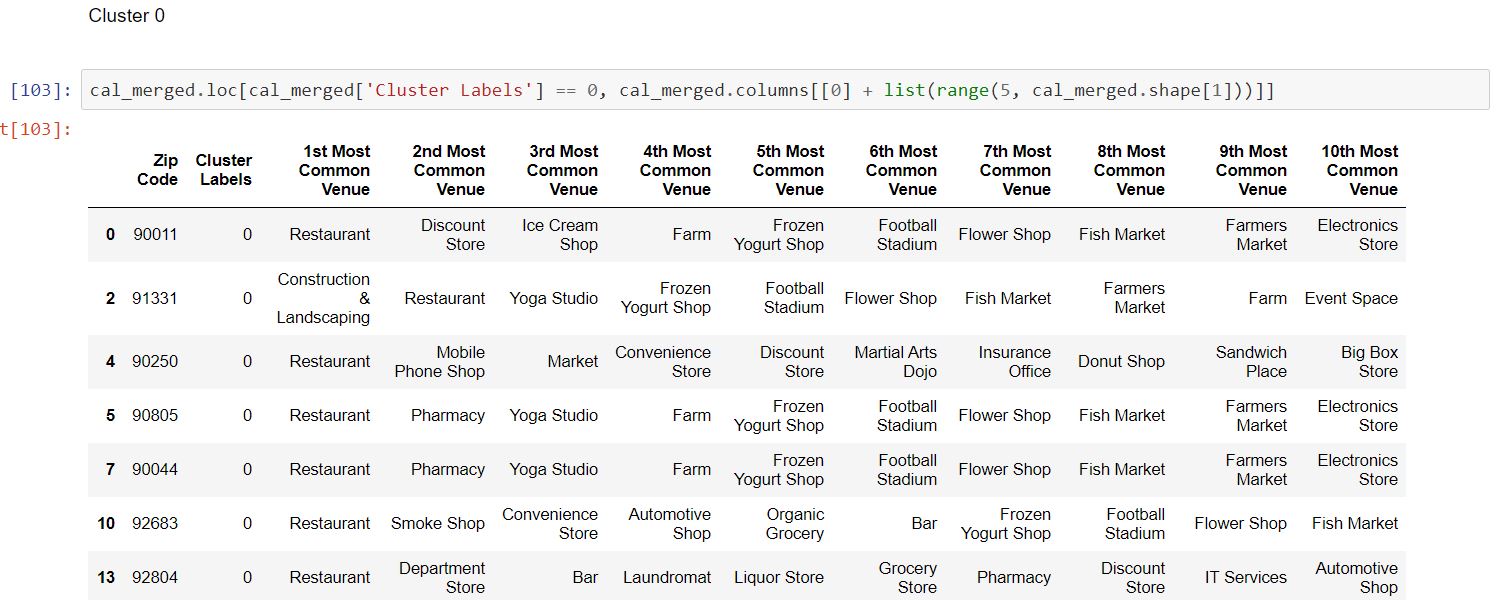 Cluster 0
[103]: cal_merged.loc[cal_merged['Cluster Labels'] == 0, cal_merged.columns[[0] + list(range(5, cal_merged.shape[1]))]]
t[103]:
Zip Code Cluster Labels 1st Most Common Venue 2nd Most Common Venue 3rd Most Common Venue 4th Most Common Venue 5th Most Common Venue 6th Most Common Venue 7th Most Common Venue 8th Most Common Venue 9th Most Common Venue 10th Most Common Venue
0 90011 0 Restaurant Discount Store Ice Cream Shop Farm Frozen Yogurt Shop Football Stadium Flower Shop Fish Market Farmers Market Electronics Store
2 91331 0 Construction & Landscaping Restaurant Yoga Studio Frozen Yogurt Shop Football Stadium Flower Shop Fish Market Farmers Market Farm Event Space
4 90250 0 Restaurant Mobile Phone Shop Market Convenience Store Discount Store Martial Arts Dojo Insurance Office Donut Shop Sandwich Place Big Box Store
5 90805 0 Restaurant Pharmacy Yoga Studio Farm Frozen Yogurt Shop Football Stadium Flower Shop Fish Market Farmers Market Electronics Store
7 90044 0 Restaurant Pharmacy Yoga Studio Farm Frozen Yogurt Shop Football Stadium Flower Shop Fish Market Farmers Market Electronics Store
10 92683 0 Restaurant Smoke Shop Convenience Store Automotive Shop Organic Grocery Bar Frozen Yogurt Shop Football Stadium Flower Shop Fish Market
13 92804 0 Restaurant Department Store Bar Laundromat Liquor Store Grocery Store Pharmacy Discount Store IT Services Automotive Shop